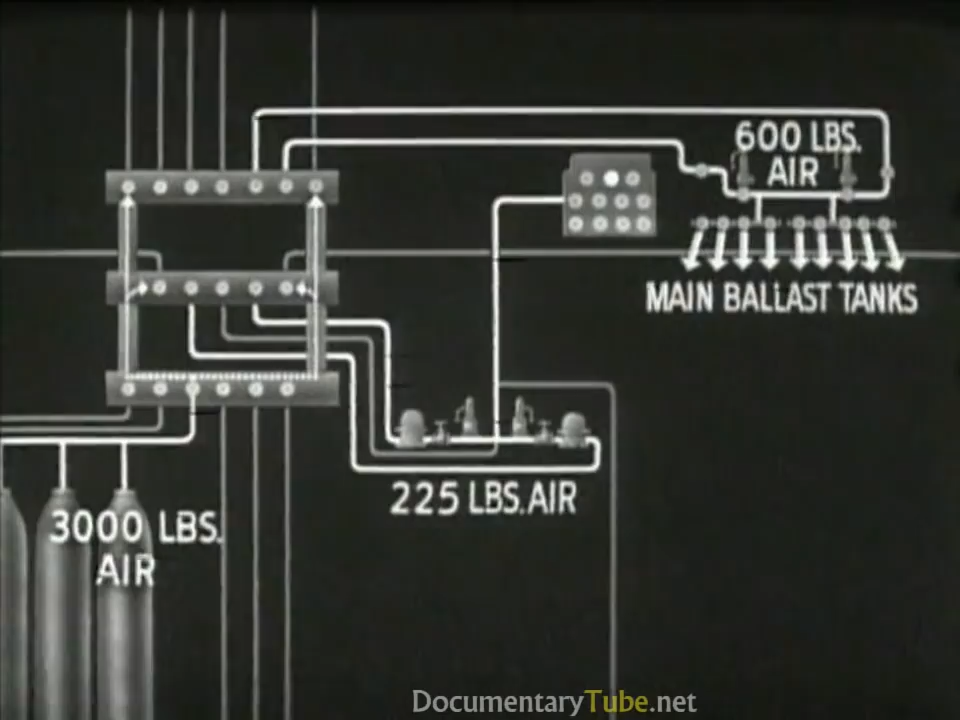 600 LBS.
AIR
MAIN BALLAST TANKS
225 LBS. AIR
3000 LBS.
AIR
DocumentaryTube.net